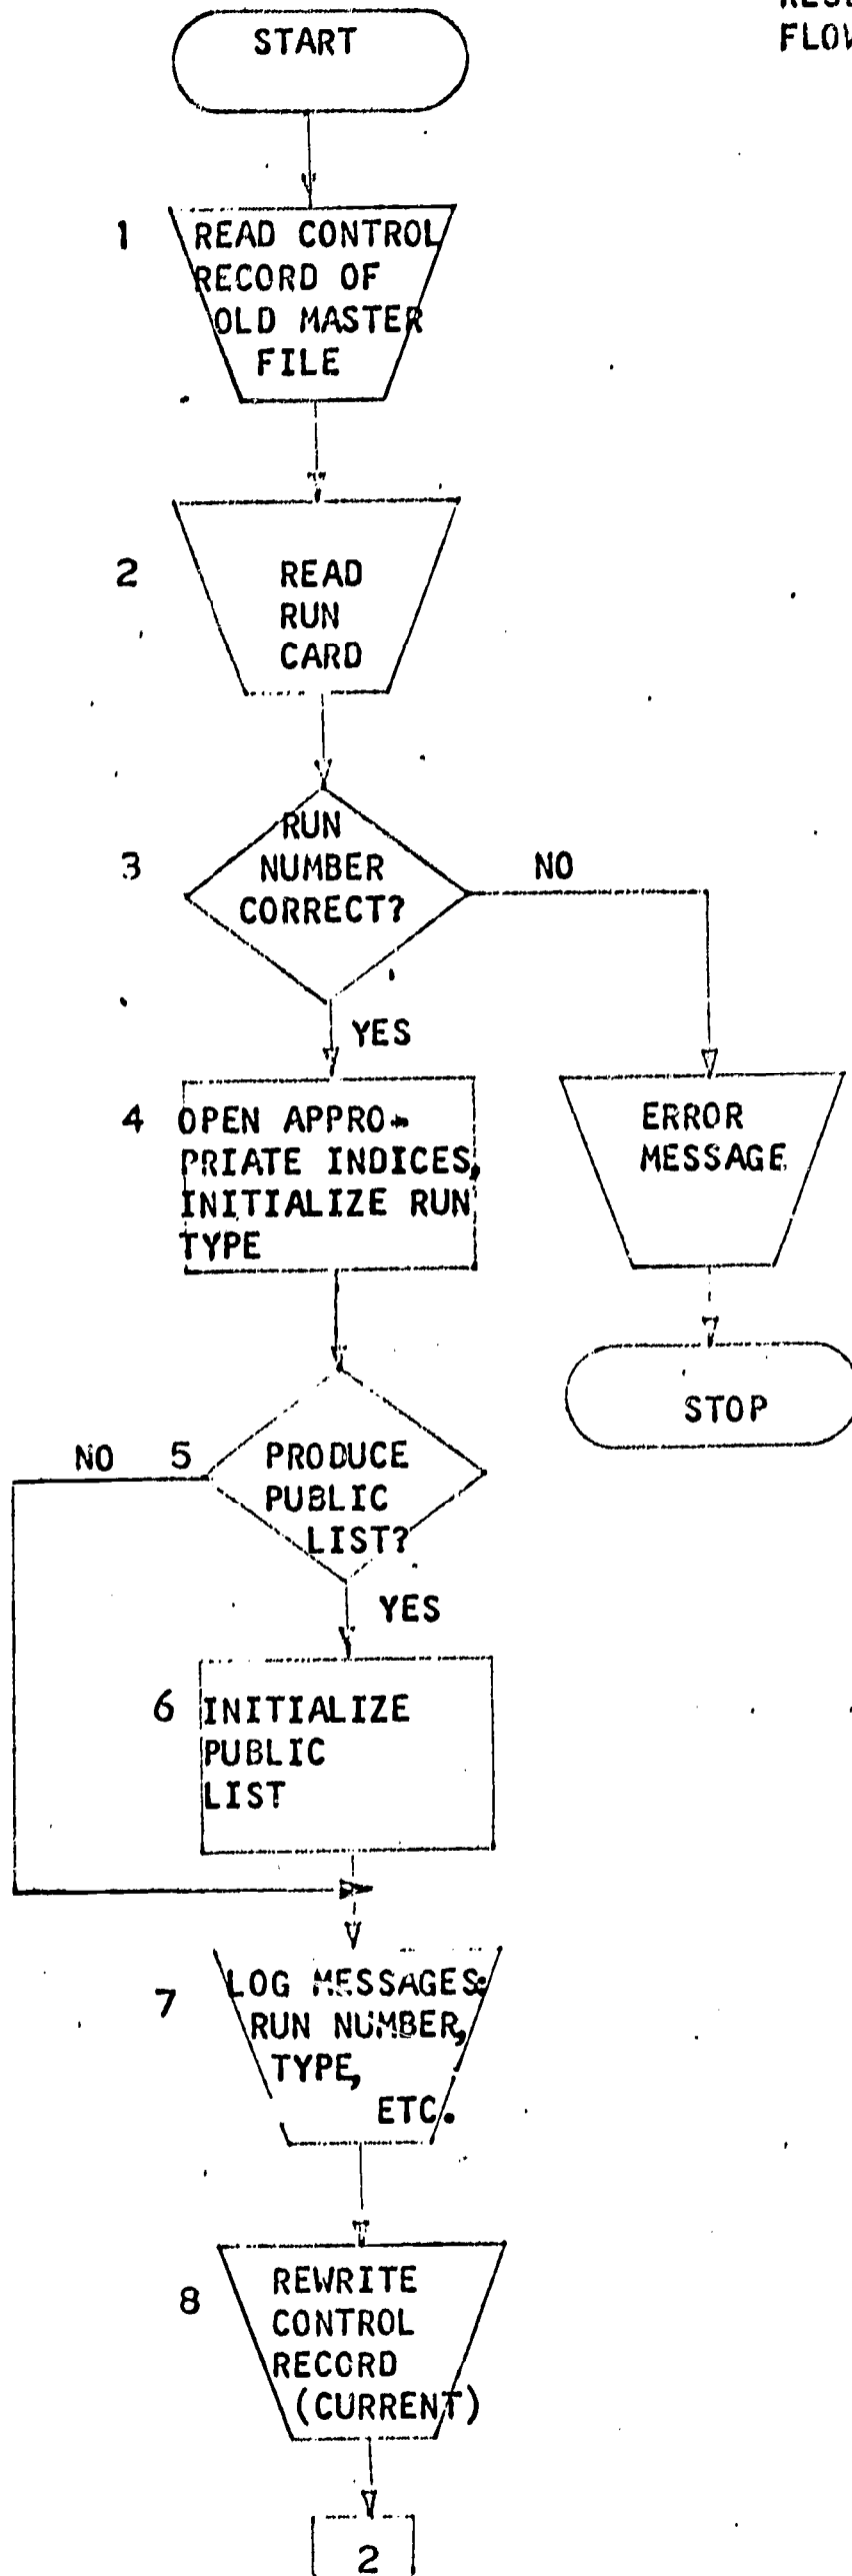 START
1
READ CONTROL
RECORD OF
OLD MASTER
FILE
2
READ
RUN
CARD
3
RUN
NUMBER
CORRECT?
NO
YES
4
OPEN APPRO-
PRIATE INDICES,
INITIALIZE RUN
TYPE
ERROR
MESSAGE
STOP
NO
5
PRODUCE
PUBLIC
LIST?
YES
6
INITIALIZE
PUBLIC
LIST
7
LOG MESSAGES:
RUN NUMBER,
TYPE,
ETC.
8
REWRITE
CONTROL
RECORD
(CURRENT)
2